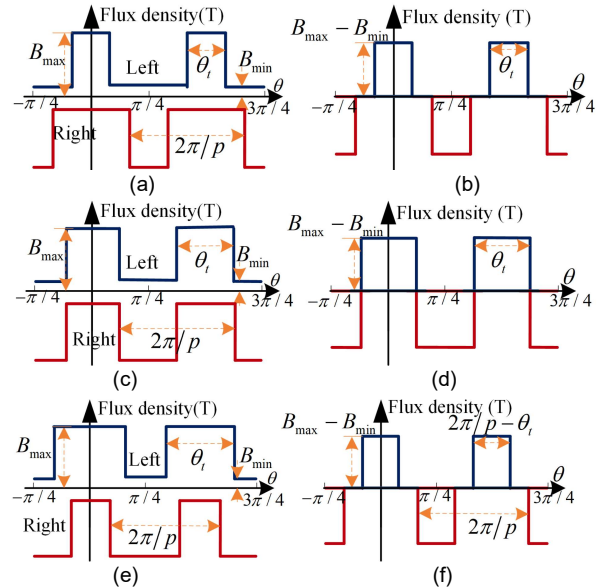 Flux density(T)
B_max
Left
θ_t
B_min
θ
−π/4
π/4
3π/4
Right
2π/p
(a)
Flux density (T)
B_max − B_min
θ_t
θ
−π/4
π/4
3π/4
(b)
Flux density(T)
B_max
Left
θ_t
B_min
θ
−π/4
π/4
3π/4
Right
2π/p
(c)
Flux density (T)
B_max − B_min
θ_t
θ
−π/4
π/4
3π/4
(d)
Flux density(T)
B_max
Left
θ_t
B_min
θ
−π/4
π/4
3π/4
Right
2π/p
(e)
Flux density (T)
B_max − B_min
2π/p − θ_t
θ
−π/4
π/4
3π/4
2π/p
(f)